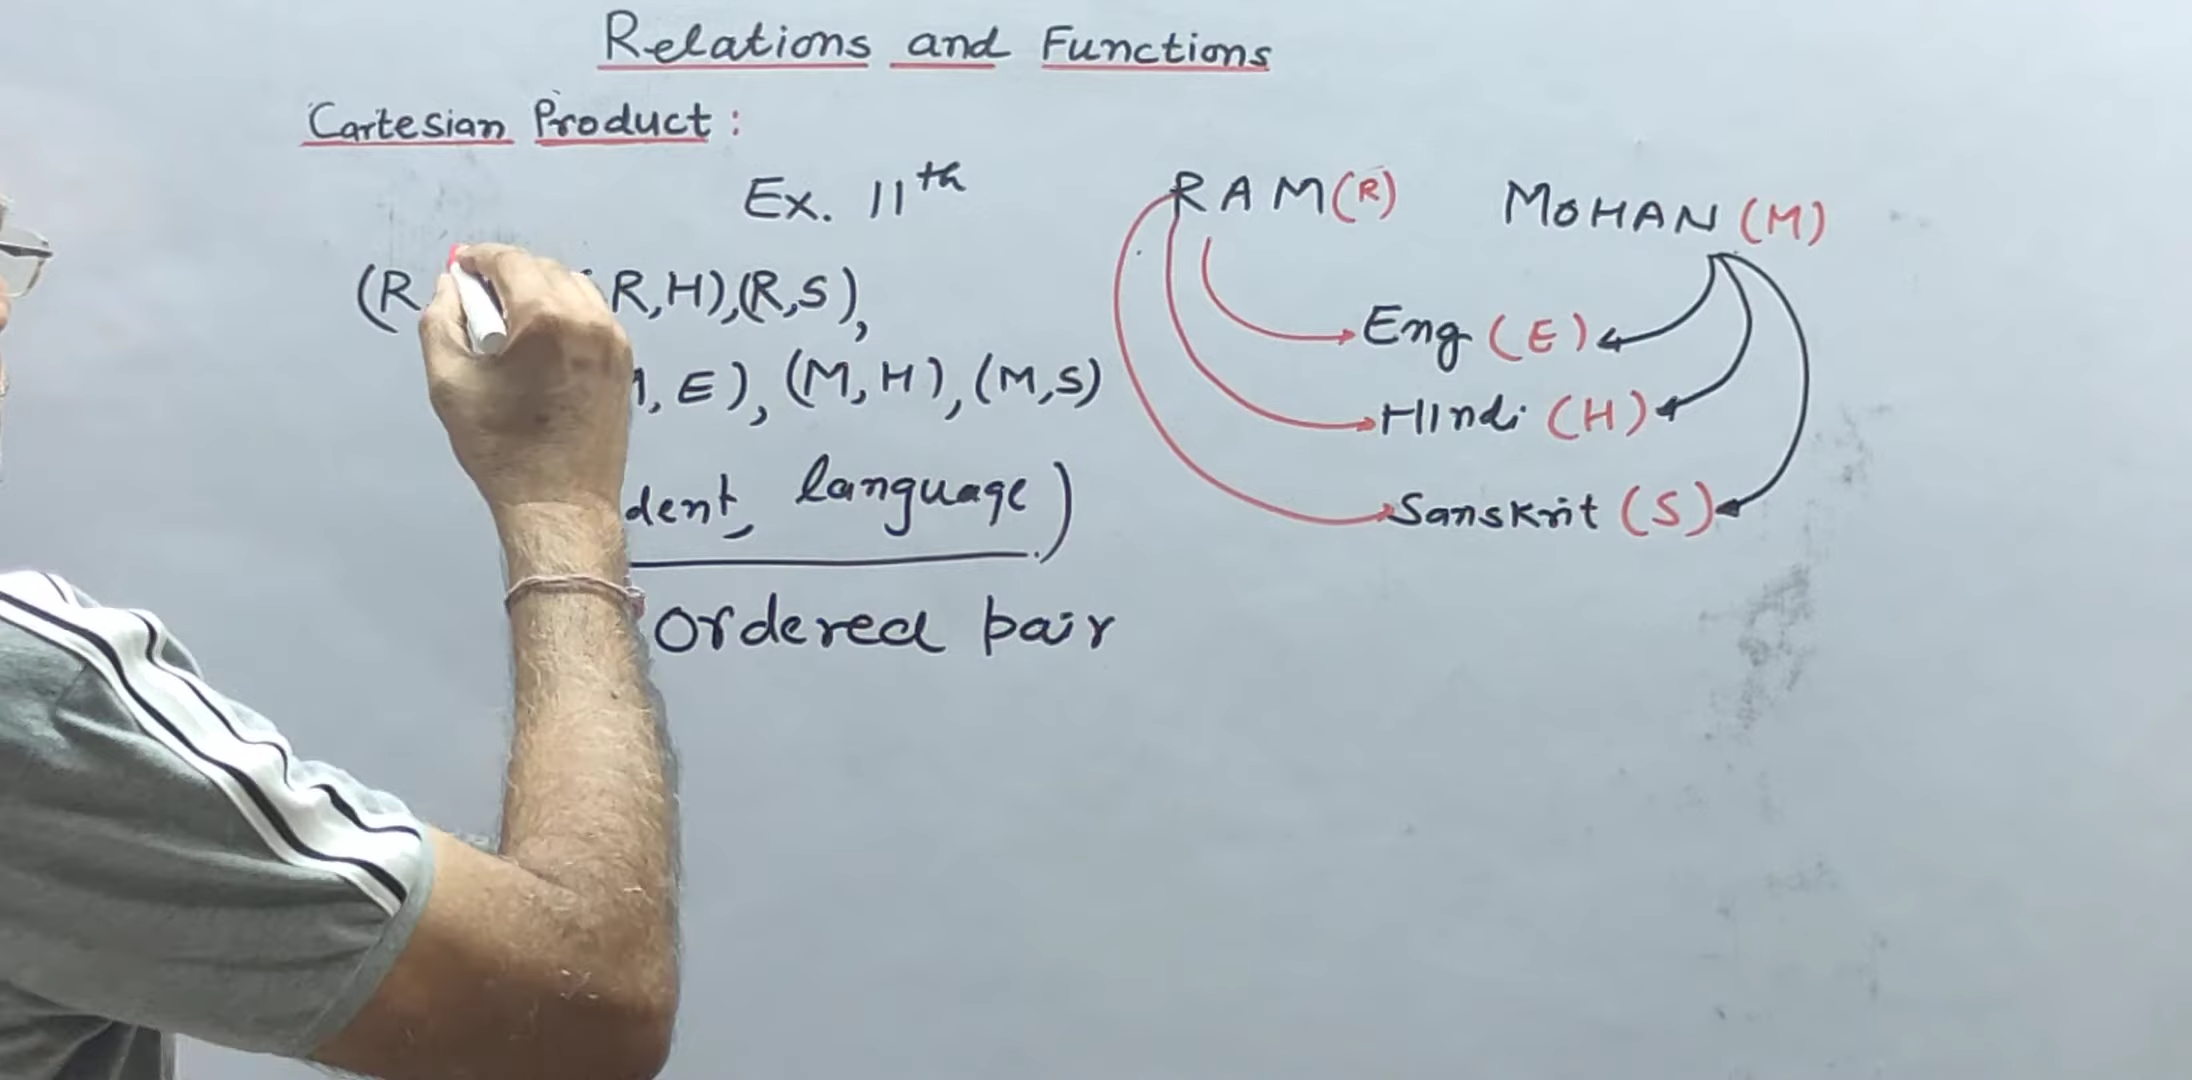 Relations and Functions
Cartesian Product :
Ex. 11th
(R, R,H),(R,S),
, E), (M,H), (M,S)
dent, language)
Ordered pair
RAM(R) MOHAN (M)
Eng (E)
HIndi (H)
Sanskrit (S)